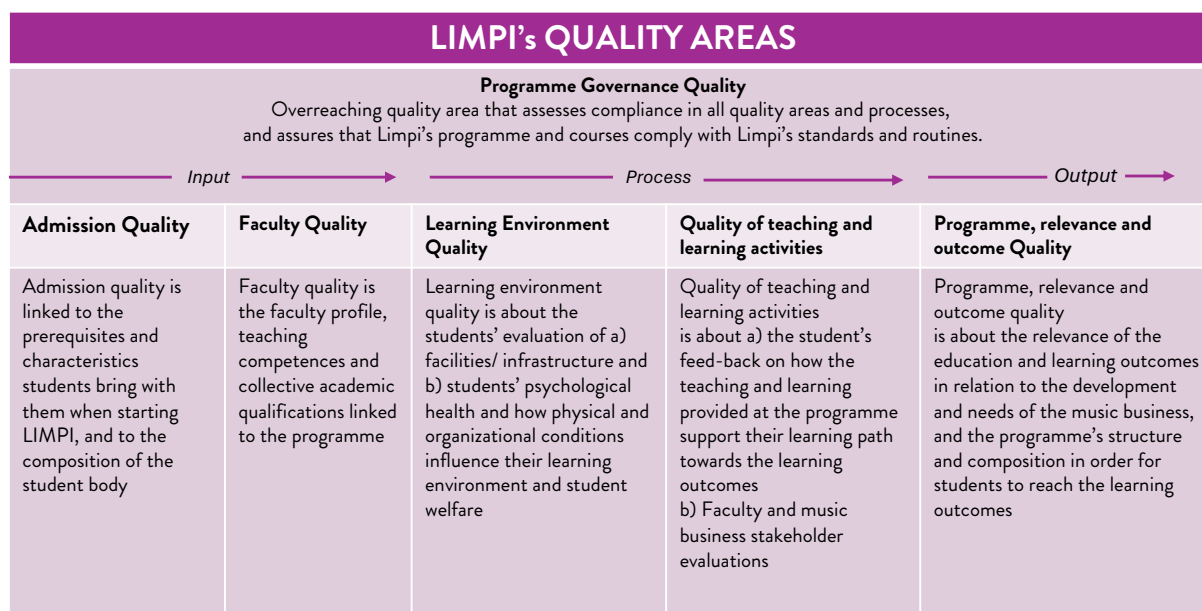 LIMPI's QUALITY AREAS
Programme Governance Quality
Overreaching quality area that assesses compliance in all quality areas and processes,
and assures that Limpi's programme and courses comply with Limpi's standards and routines.
Input
Process
Output
Admission Quality
Admission quality is
linked to the
prerequisites and
characteristics
students bring with
them when starting
LIMPI, and to the
composition of the
student body
Faculty Quality
Faculty quality is
the faculty profile,
teaching
competences and
collective academic
qualifications linked
to the programme
Learning Environment
Quality
Learning environment
quality is about the
students' evaluation of a)
facilities/ infrastructure and
b) students' psychological
health and how physical and
organizational conditions
influence their learning
environment and student
welfare
Quality of teaching and
learning activities
Quality of teaching and
learning activities
is about a) the student's
feed-back on how the
teaching and learning
provided at the programme
support their learning path
towards the learning
outcomes
b) Faculty and music
business stakeholder
evaluations
Programme, relevance and
outcome Quality
Programme, relevance and
outcome quality
is about the relevance of the
education and learning outcomes
in relation to the development
and needs of the music business,
and the programme's structure
and composition in order for
students to reach the learning
outcomes